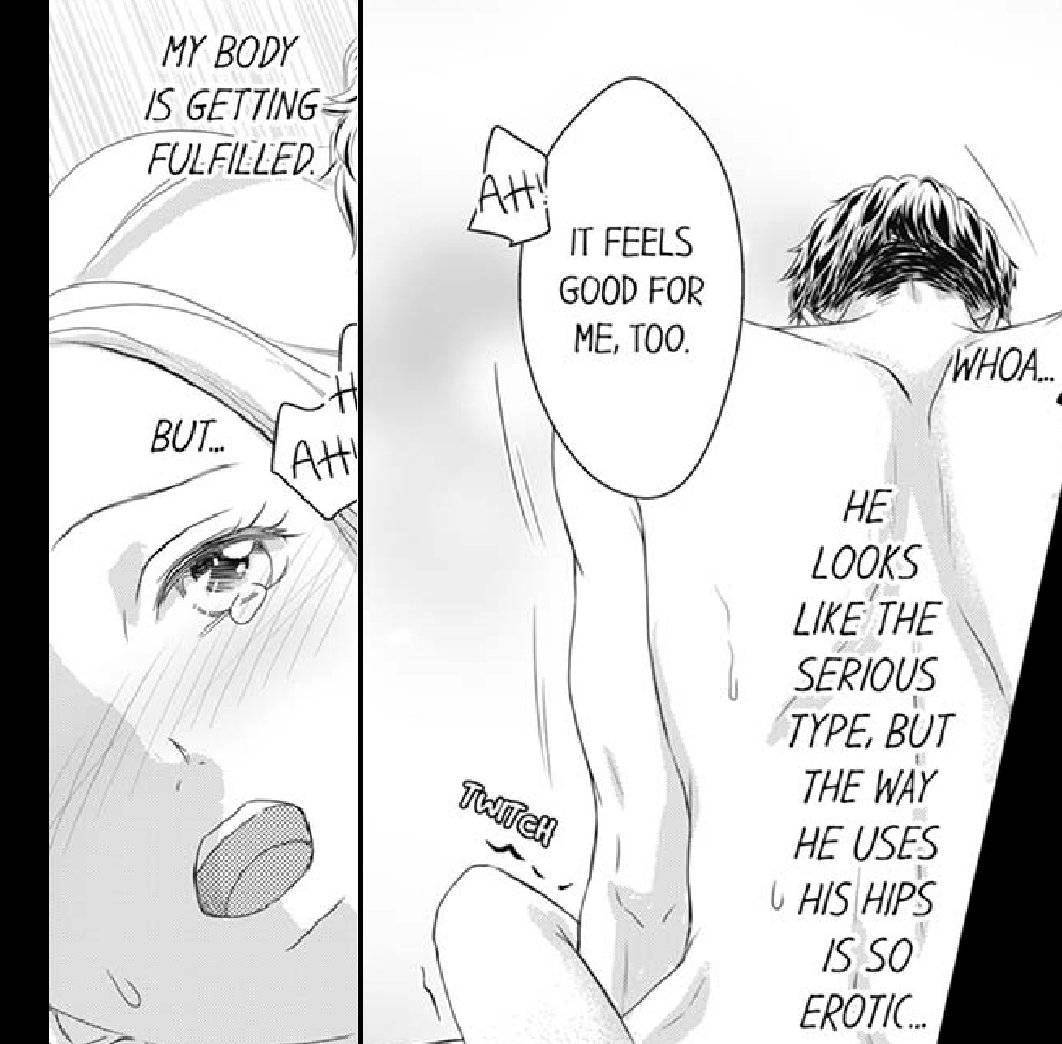 MY BODY
IS GETTING
FULFILLED.
BUT...
AH!
AH!
IT FEELS
GOOD FOR
ME, TOO.
WHOA...
HE
LOOKS
LIKE THE
SERIOUS
TYPE, BUT
THE WAY
HE USES
HIS HIPS
IS SO
EROTIC...
TWITCH